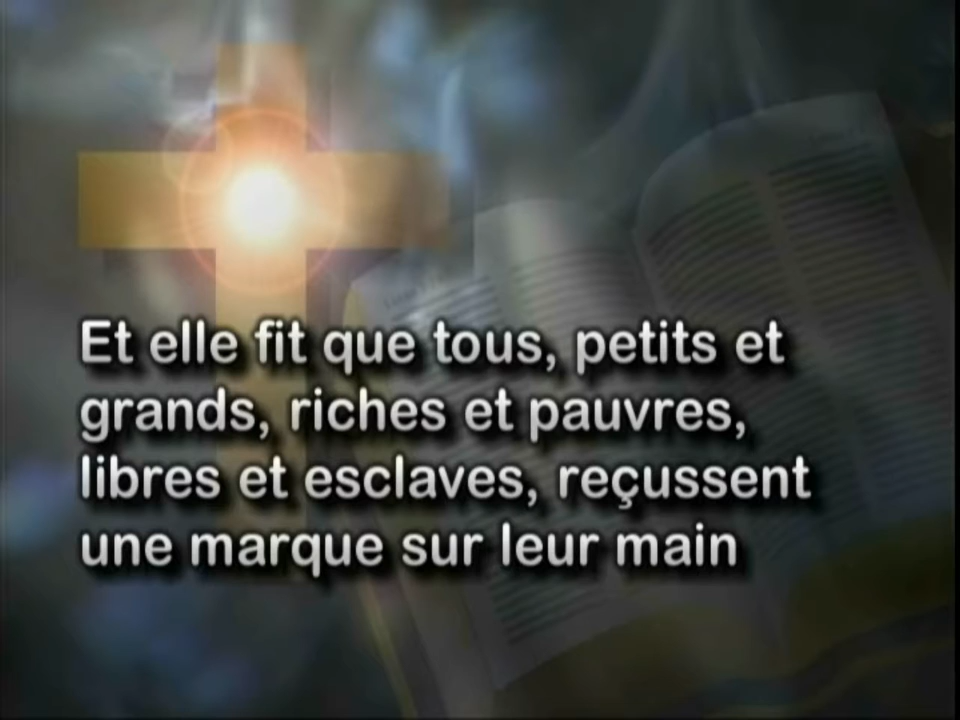 Et elle fit que tous, petits et
grands, riches et pauvres,
libres et esclaves, reçussent
une marque sur leur main